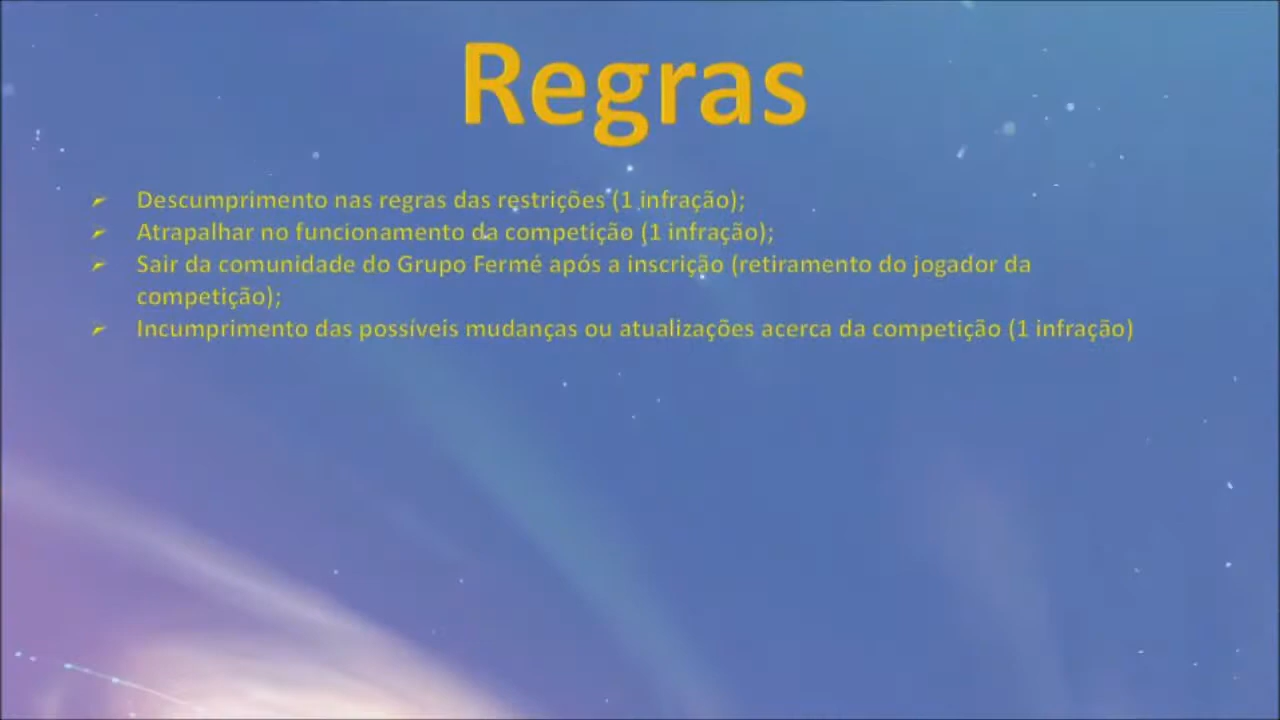 Regras
Descumprimento nas regras das restrições (1 infração);
Atrapalhar no funcionamento da competição (1 infração);
Sair da comunidade do Grupo Fermé após a inscrição (retiramento do jogador da
competição);
Incumprimento das possíveis mudanças ou atualizações acerca da competição (1 infração)